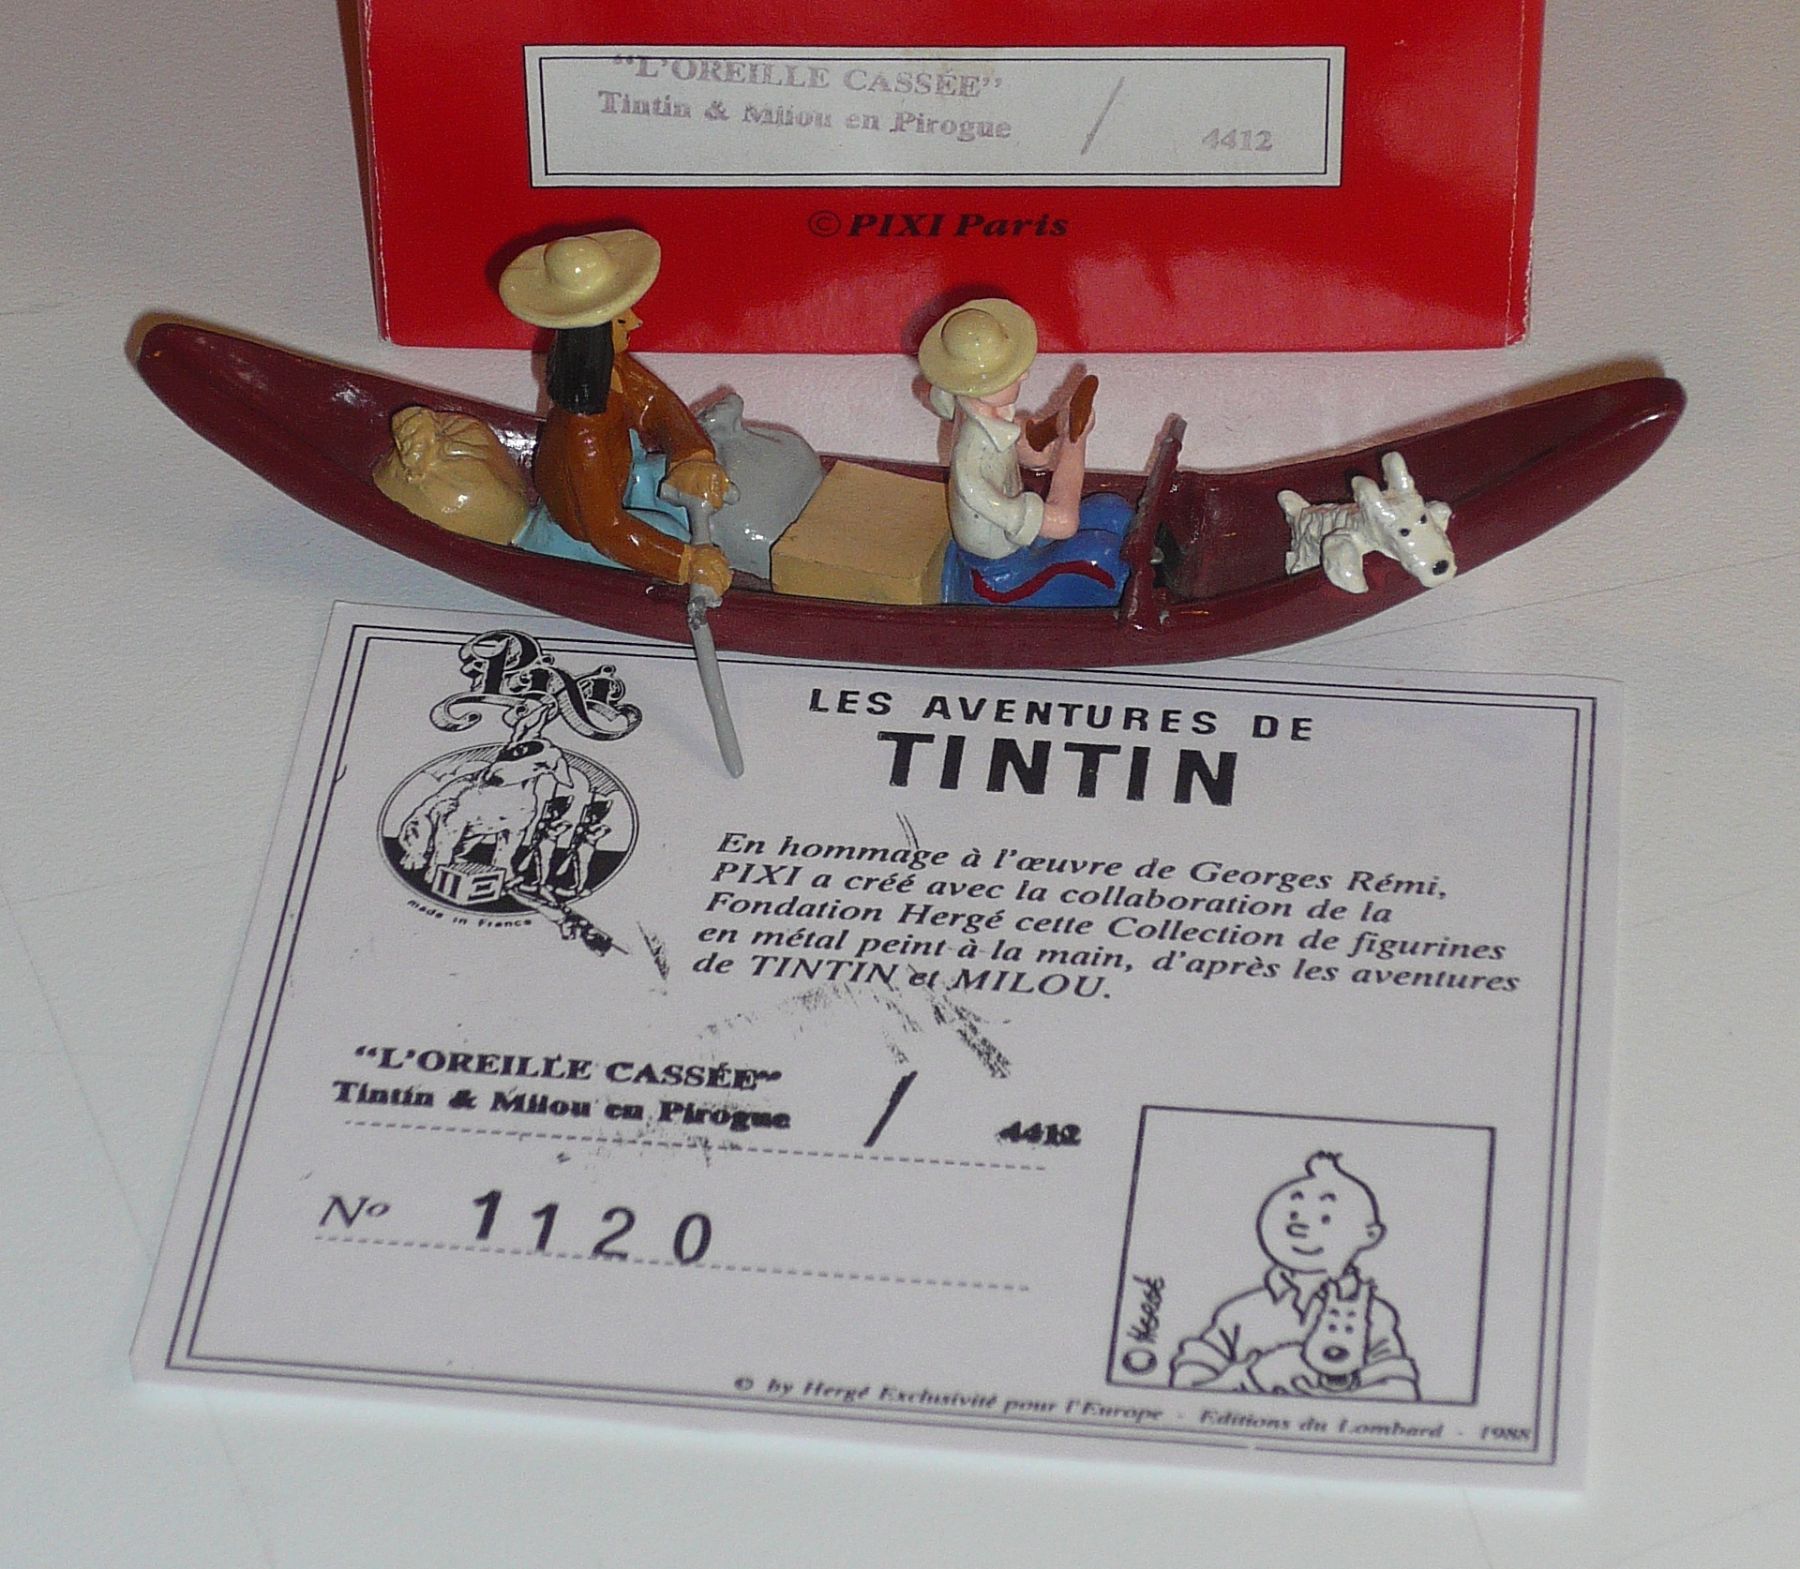 “L'OREILLE CASSÉE”
Tintin & Milou en Pirogue / 4412
© PIXI Paris
Pixi
made in France
LES AVENTURES DE
TINTIN
En hommage à l'œuvre de Georges Rémi,
PIXI a créé avec la collaboration de la
Fondation Hergé cette Collection de figurines
en métal peint à la main, d'après les aventures
de TINTIN et MILOU.
“L'OREILLE CASSÉE”
Tintin & Milou en Pirogue / 4412
Nº 1120
© HERGÉ
© by Hergé Exclusivité pour l'Europe - Editions du Lombard - 1988